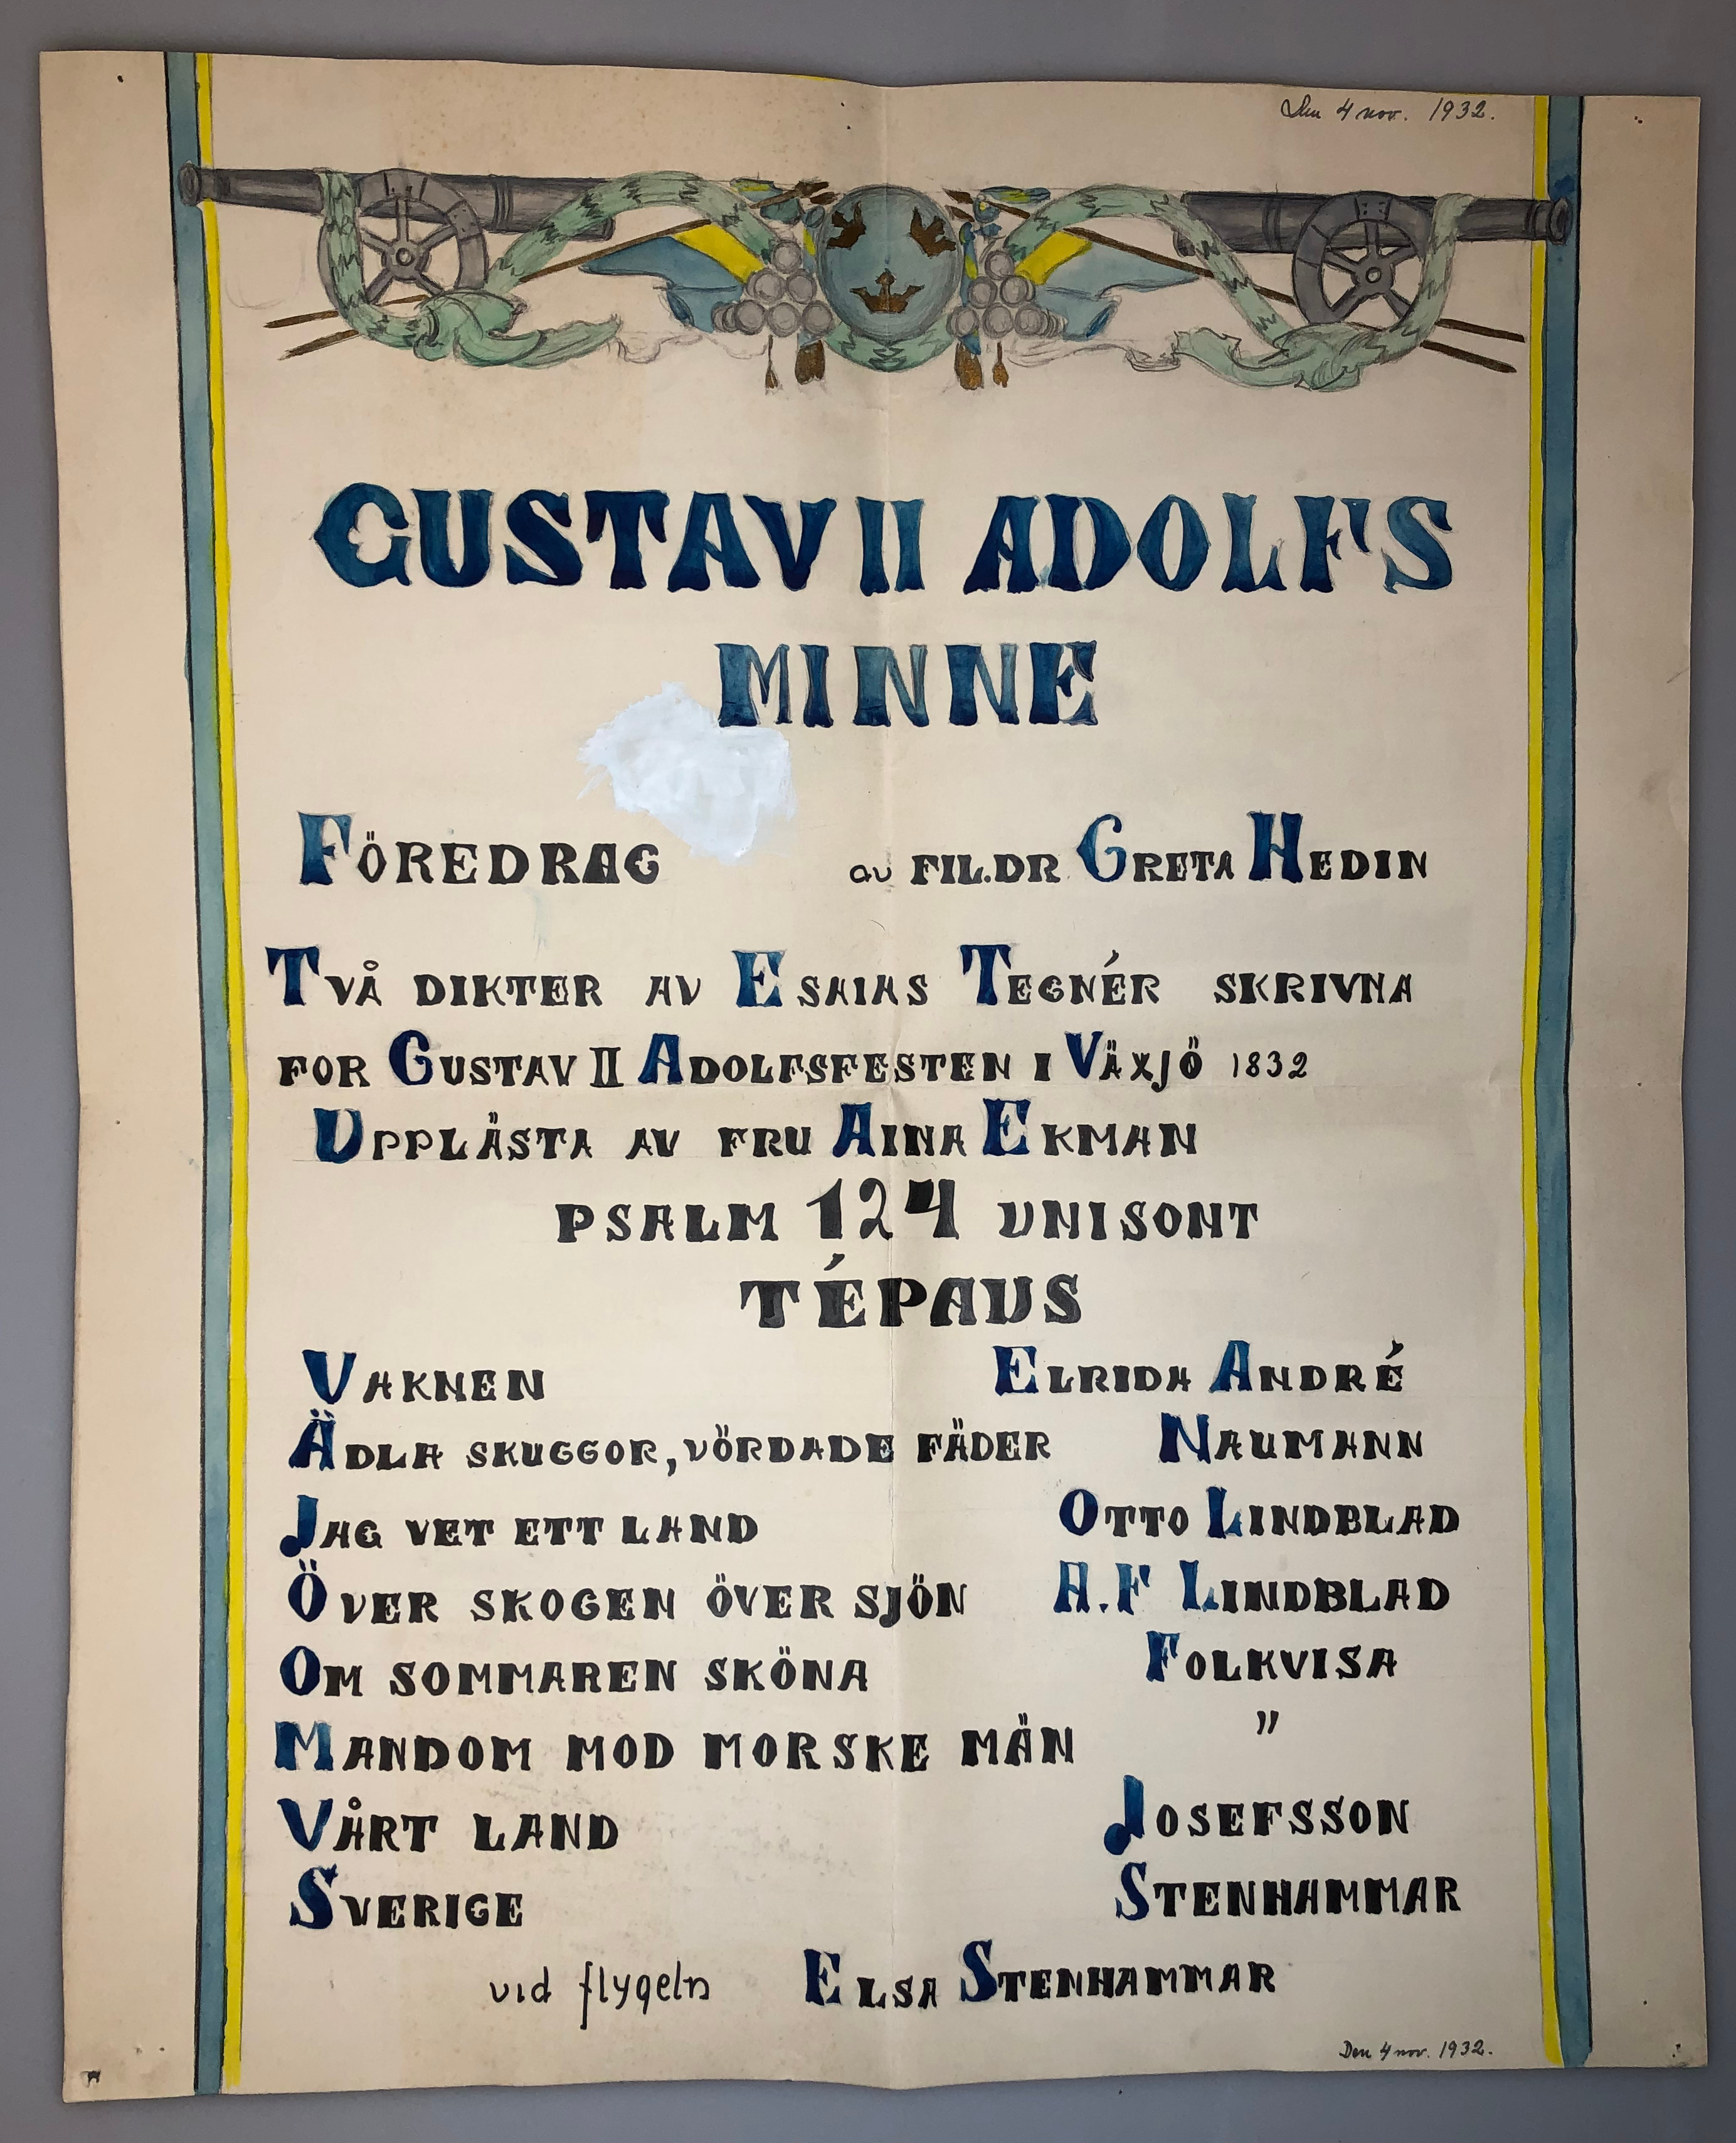 Den 4 nov. 1932.
GUSTAV II ADOLFS
MINNE
FÖREDRAG av FIL.DR GRETA HEDIN
TVÅ DIKTER AV ESAIAS TEGNÉR SKRIVNA
FOR GUSTAV II ADOLFSFESTEN I VÄXJÖ 1832
UPPLÄSTA AV FRU AINA EKMAN
PSALM 124 UNISONT
TÉPAUS
VAKNEN ELRIDA ANDRÉ
ÄDLA SKUGGOR, VÖRDADE FÄDER NAUMANN
JAG VET ETT LAND OTTO LINDBLAD
ÖVER SKOGEN ÖVER SJÖN A.F LINDBLAD
OM SOMMAREN SKÖNA FOLKVISA
MANDOM MOD MORSKE MÄN "
VÅRT LAND JOSEFSSON
SVERIGE STENHAMMAR
vid flygeln ELSA STENHAMMAR
Den 4 nov. 1932.